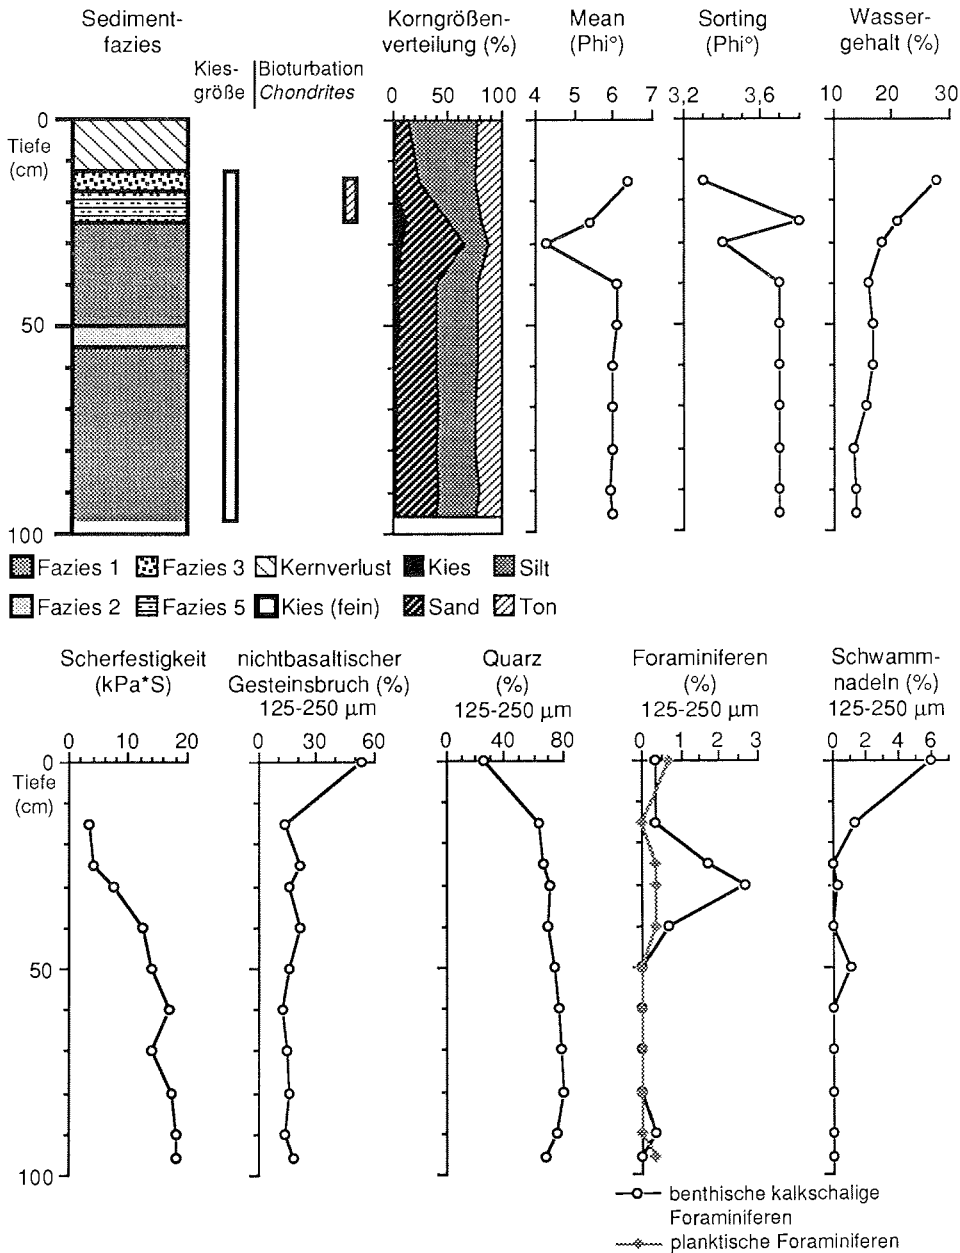 Sediment-
fazies
Kies-
größe
Bioturbation
Chondrites
Korngrößen-
verteilung (%)
Mean
(Phi°)
Sorting
(Phi°)
Wasser-
gehalt (%)
0 50 100
4 5 6 7
3,2 3,6
10 20 30
0
Tiefe
(cm)
50
100
Fazies 1 Fazies 3 Kernverlust Kies Silt
Fazies 2 Fazies 5 Kies (fein) Sand Ton
Scherfestigkeit
(kPa*S)
nichtbasaltischer
Gesteinsbruch (%)
125-250 µm
Quarz
(%)
125-250 µm
Foraminiferen
(%)
125-250 µm
Schwamm-
nadeln (%)
125-250 µm
0 10 20
0 20 40 60
0 40 80
0 1 2 3
0 2 4 6
0
Tiefe
(cm)
50
100
benthische kalkschalige
Foraminiferen
planktische Foraminiferen